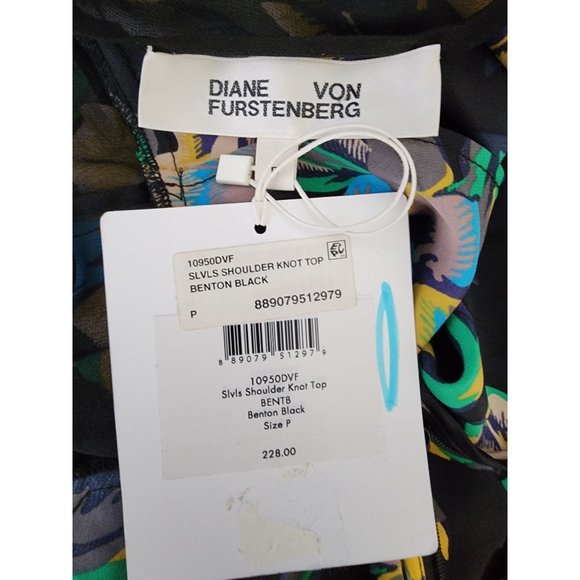 DIANE VON
FURSTENBERG
10950DVF
SLVLS SHOULDER KNOT TOP
BENTON BLACK
P 889079512979
8 89079 51297 9
10950DVF
Slvls Shoulder Knot Top
BENTB
Benton Black
Size P
228.00